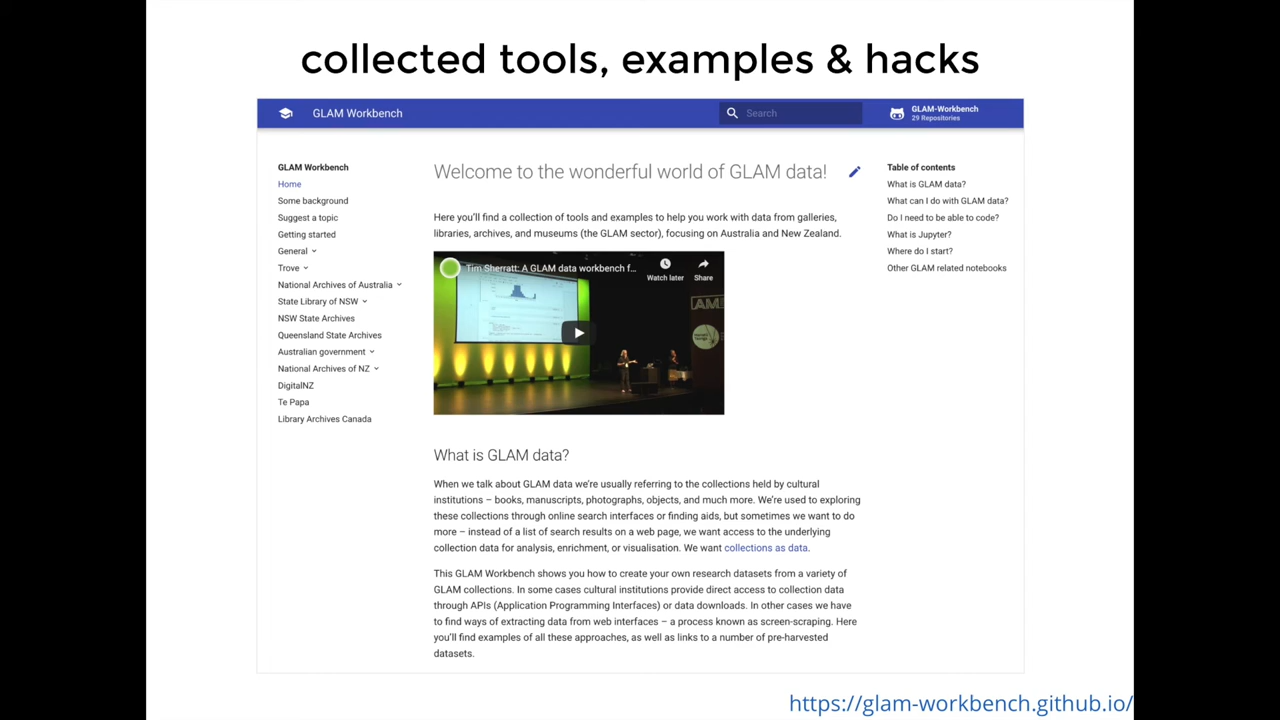 collected tools, examples & hacks
GLAM Workbench
Search
GLAM-Workbench
29 Repositories
GLAM Workbench
Home
Some background
Suggest a topic
Getting started
General
Trove
National Archives of Australia
State Library of NSW
NSW State Archives
Queensland State Archives
Australian government
National Archives of NZ
DigitalNZ
Te Papa
Library Archives Canada
Welcome to the wonderful world of GLAM data!
Here you'll find a collection of tools and examples to help you work with data from galleries,
libraries, archives, and museums (the GLAM sector), focusing on Australia and New Zealand.
Tim Sherratt: A GLAM data workbench f...
Watch later
Share
What is GLAM data?
When we talk about GLAM data we're usually referring to the collections held by cultural
institutions – books, manuscripts, photographs, objects, and much more. We're used to exploring
these collections through online search interfaces or finding aids, but sometimes we want to do
more – instead of a list of search results on a web page, we want access to the underlying
collection data for analysis, enrichment, or visualisation. We want collections as data.
This GLAM Workbench shows you how to create your own research datasets from a variety of
GLAM collections. In some cases cultural institutions provide direct access to collection data
through APIs (Application Programming Interfaces) or data downloads. In other cases we have
to find ways of extracting data from web interfaces – a process known as screen-scraping. Here
you'll find examples of all these approaches, as well as links to a number of pre-harvested
datasets.
Table of contents
What is GLAM data?
What can I do with GLAM data?
Do I need to be able to code?
What is Jupyter?
Where do I start?
Other GLAM related notebooks
https://glam-workbench.github.io/